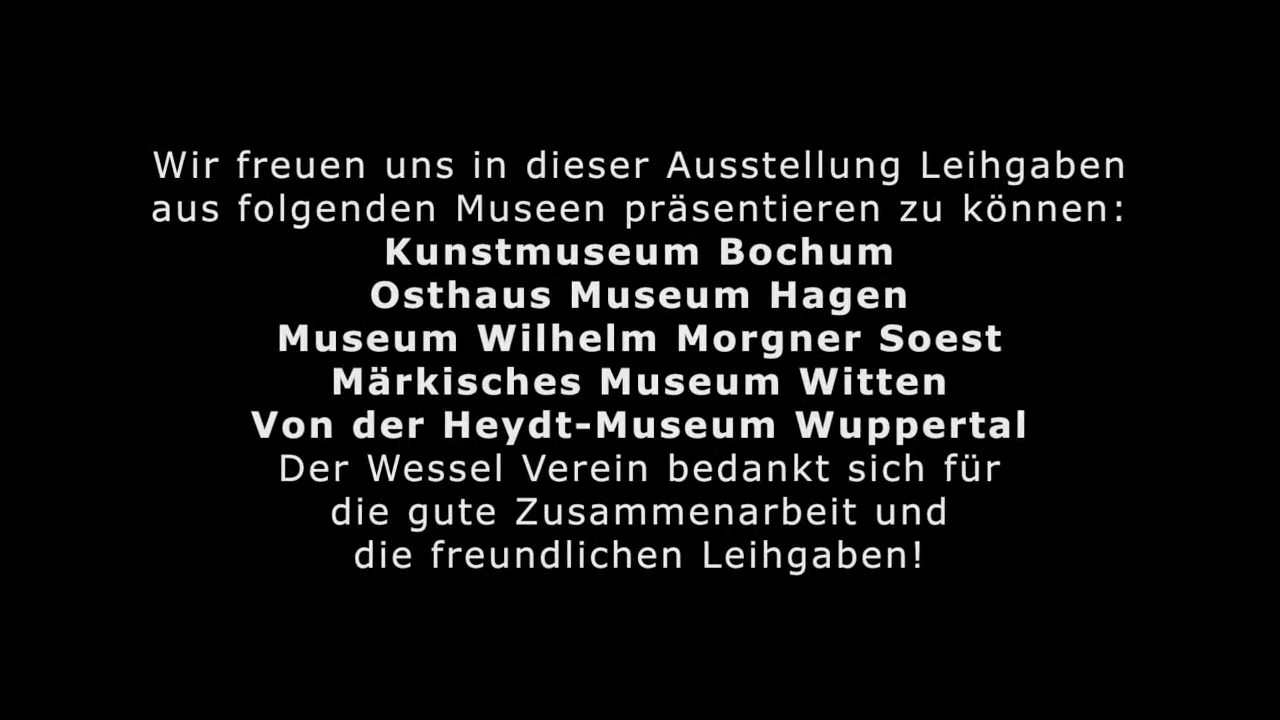 Wir freuen uns in dieser Ausstellung Leihgaben
aus folgenden Museen präsentieren zu können:
Kunstmuseum Bochum
Osthaus Museum Hagen
Museum Wilhelm Morgner Soest
Märkisches Museum Witten
Von der Heydt-Museum Wuppertal
Der Wessel Verein bedankt sich für
die gute Zusammenarbeit und
die freundlichen Leihgaben!